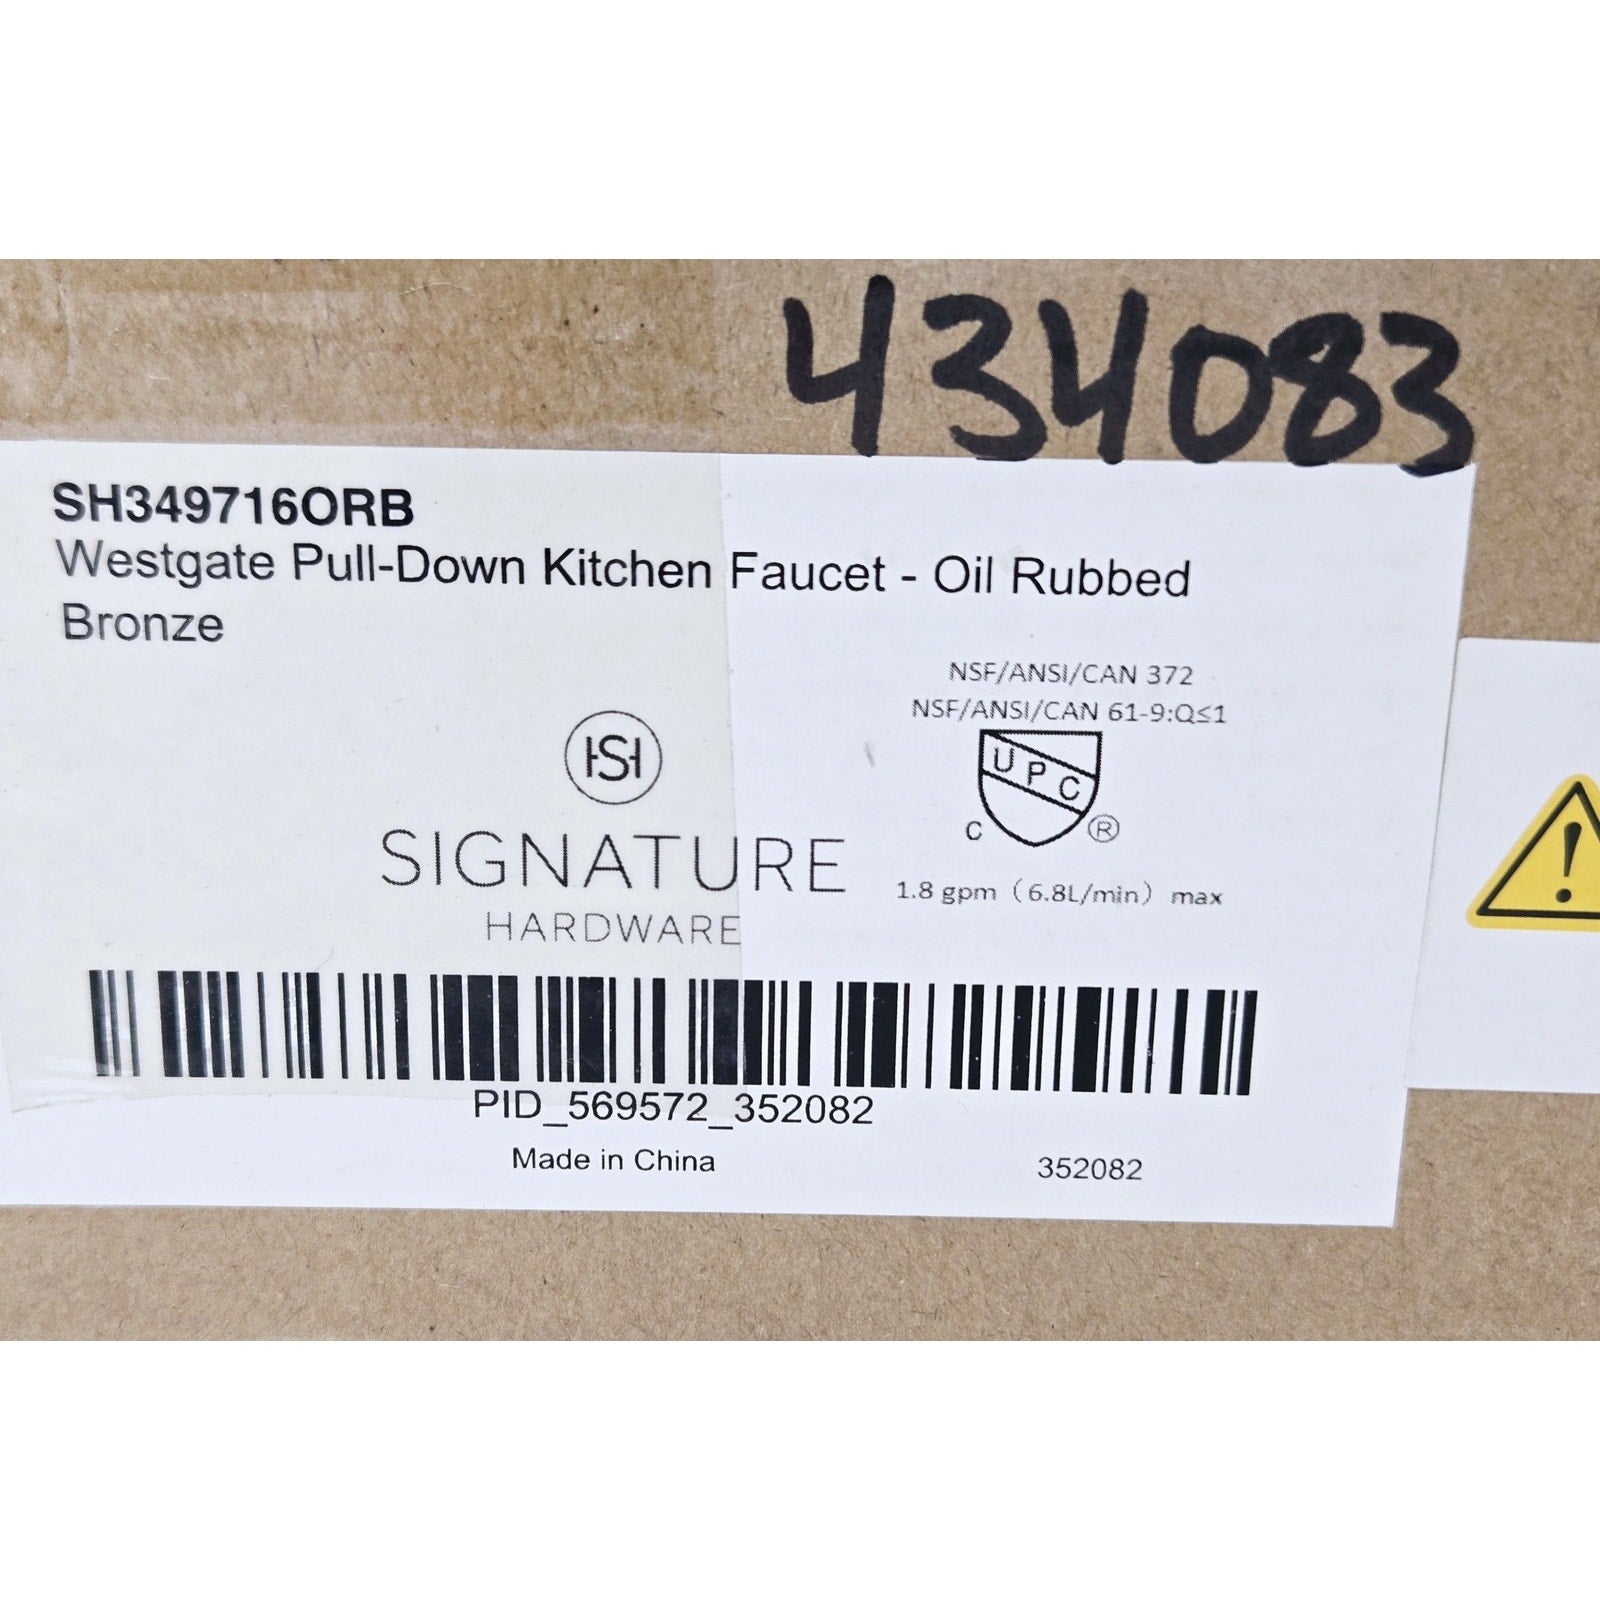 434083
SH349716ORB
Westgate Pull-Down Kitchen Faucet - Oil Rubbed
Bronze
NSF/ANSI/CAN 372
NSF/ANSI/CAN 61-9:Q≤1
UPC
C ®
HSH
SIGNATURE
HARDWARE
1.8 gpm（6.8L/min）max
PID_569572_352082
Made in China
352082